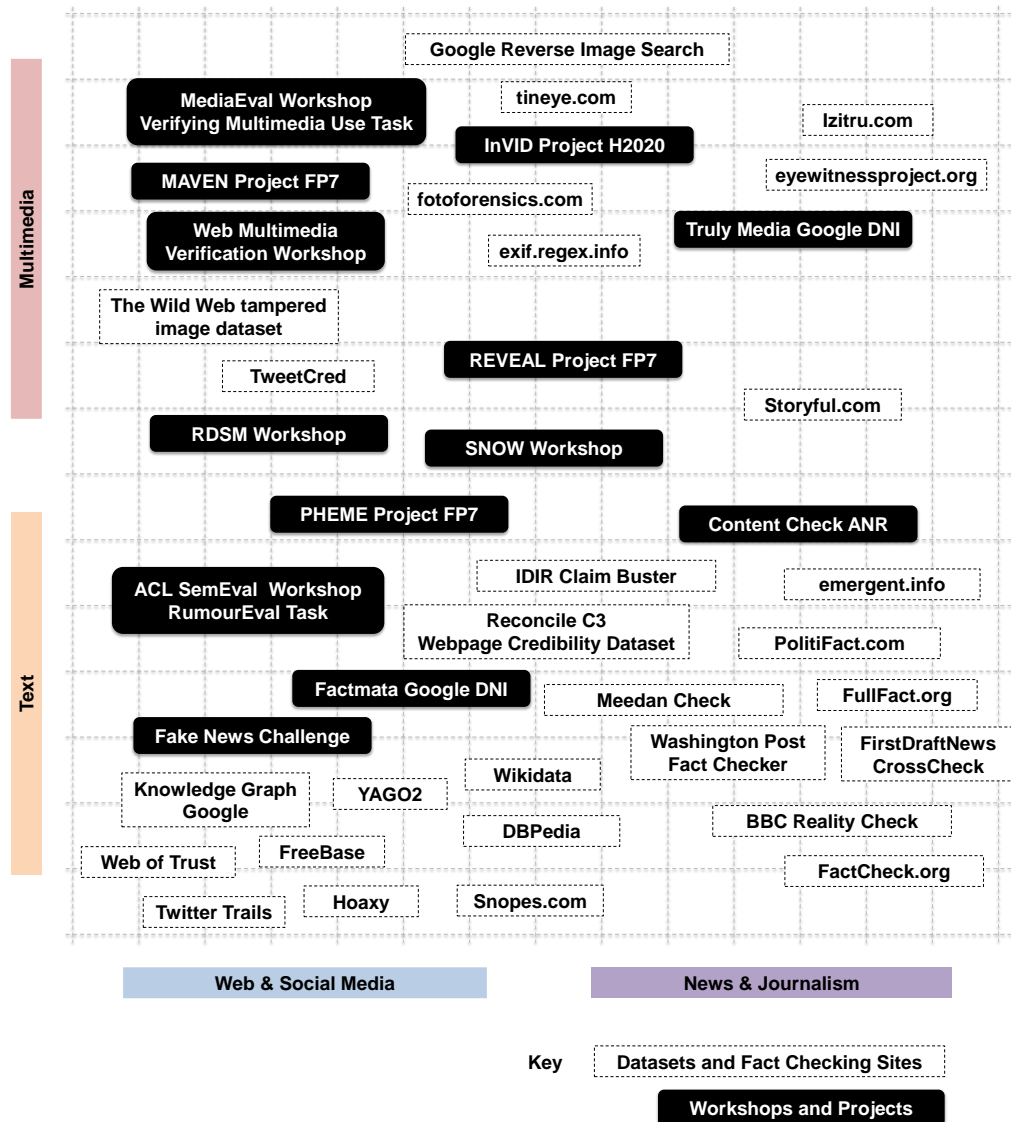 Google Reverse Image Search
MediaEval Workshop
Verifying Multimedia Use Task
tineye.com
Izitru.com
InVID Project H2020
MAVEN Project FP7
eyewitnessproject.org
fotoforensics.com
Web Multimedia
Verification Workshop
Truly Media Google DNI
exif.regex.info
Multimedia
The Wild Web tampered
image dataset
REVEAL Project FP7
TweetCred
Storyful.com
RDSM Workshop
SNOW Workshop
PHEME Project FP7
Content Check ANR
ACL SemEval Workshop
RumourEval Task
IDIR Claim Buster
emergent.info
Reconcile C3
Webpage Credibility Dataset
PolitiFact.com
Text
Factmata Google DNI
Meedan Check
FullFact.org
Fake News Challenge
Washington Post
Fact Checker
FirstDraftNews
CrossCheck
Knowledge Graph
Google
YAGO2
Wikidata
DBPedia
BBC Reality Check
Web of Trust
FreeBase
FactCheck.org
Twitter Trails
Hoaxy
Snopes.com
Web & Social Media
News & Journalism
Key
Datasets and Fact Checking Sites
Workshops and Projects